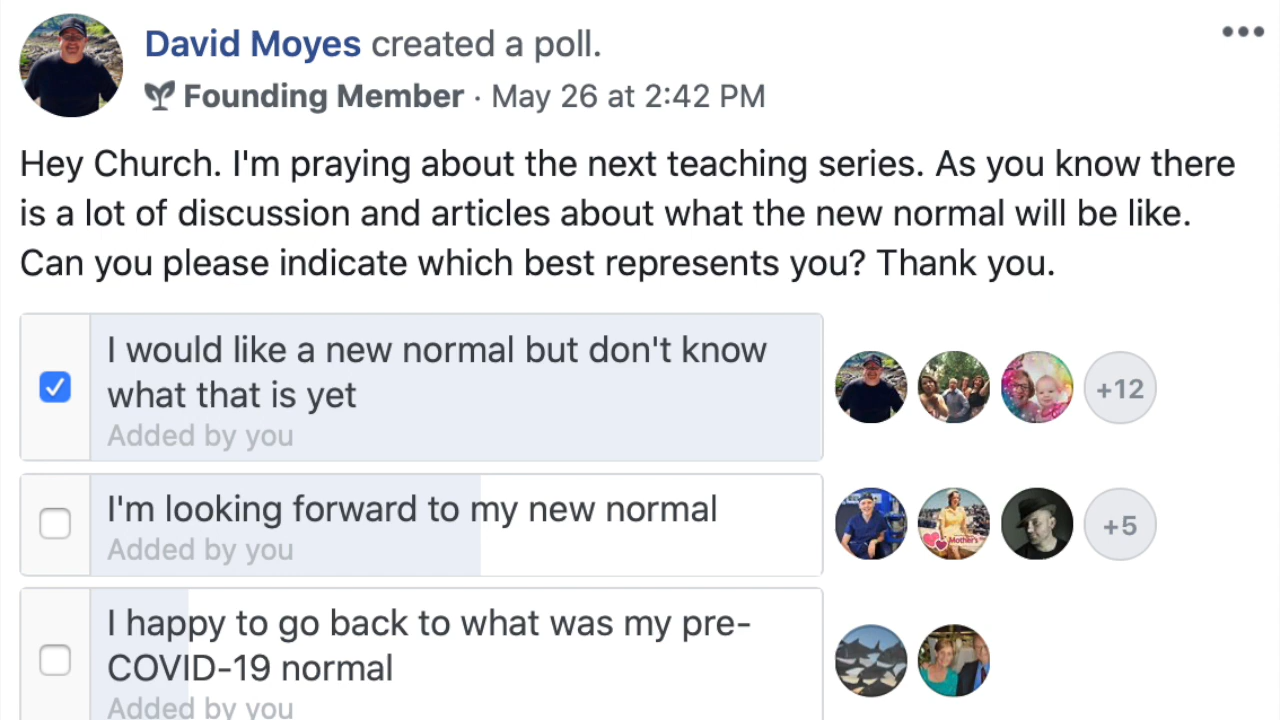 David Moyes created a poll.
Founding Member · May 26 at 2:42 PM
Hey Church. I'm praying about the next teaching series. As you know there
is a lot of discussion and articles about what the new normal will be like.
Can you please indicate which best represents you? Thank you.
I would like a new normal but don't know
what that is yet
Added by you
+12
I'm looking forward to my new normal
Added by you
Mother's
+5
I happy to go back to what was my pre-
COVID-19 normal
Added by you